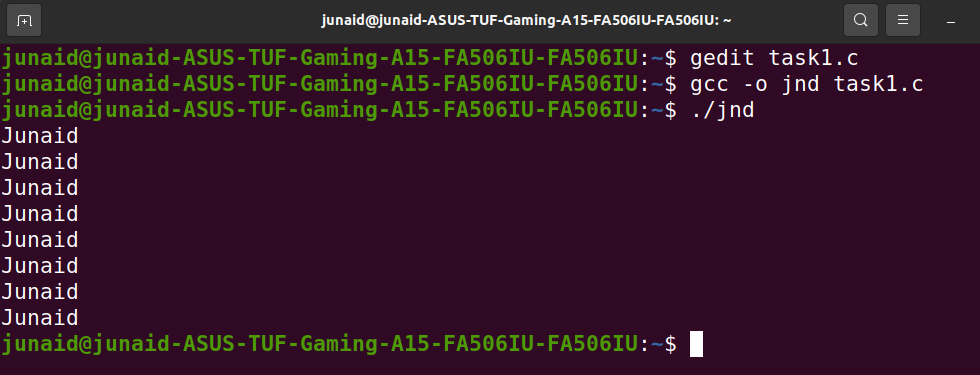 junaid@junaid-ASUS-TUF-Gaming-A15-FA506IU-FA506IU: ~
junaid@junaid-ASUS-TUF-Gaming-A15-FA506IU-FA506IU:~$ gedit task1.c
junaid@junaid-ASUS-TUF-Gaming-A15-FA506IU-FA506IU:~$ gcc -o jnd task1.c
junaid@junaid-ASUS-TUF-Gaming-A15-FA506IU-FA506IU:~$ ./jnd
Junaid
Junaid
Junaid
Junaid
Junaid
Junaid
Junaid
Junaid
junaid@junaid-ASUS-TUF-Gaming-A15-FA506IU-FA506IU:~$